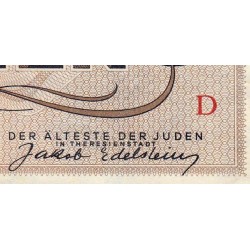 D
DER ÄLTESTE DER JUDEN
IN THERESIENSTADT
Jakob Edelstein